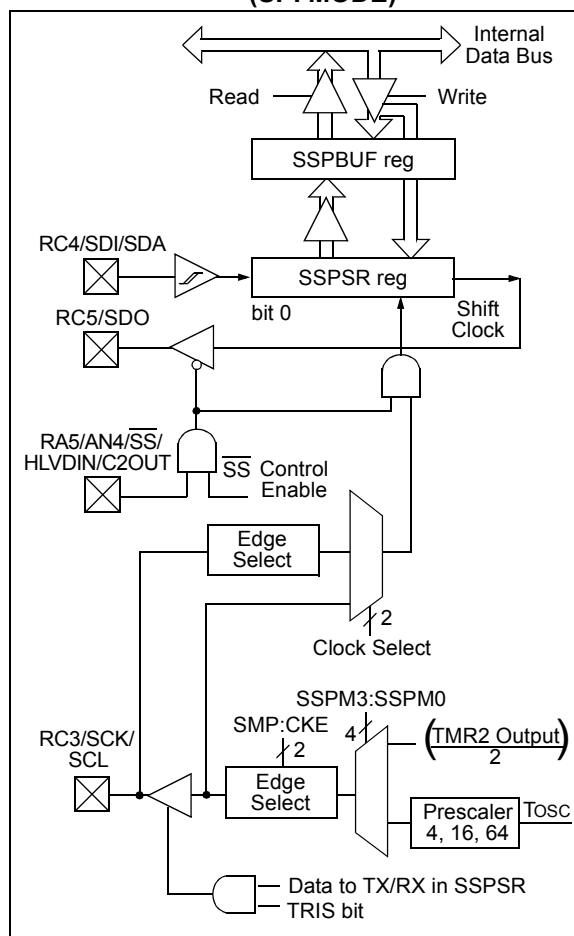 Internal
Data Bus
Read
Write
SSPBUF reg
RC4/SDI/SDA
SSPSR reg
bit 0
Shift
Clock
RC5/SDO
RA5/AN4/SS/
HLVDIN/C2OUT
SS Control
Enable
Edge
Select
2
Clock Select
SSPM3:SSPM0
SMP:CKE
4
(TMR2 Output)
2
2
RC3/SCK/
SCL
Edge
Select
Prescaler
4, 16, 64
TOSC
Data to TX/RX in SSPSR
TRIS bit